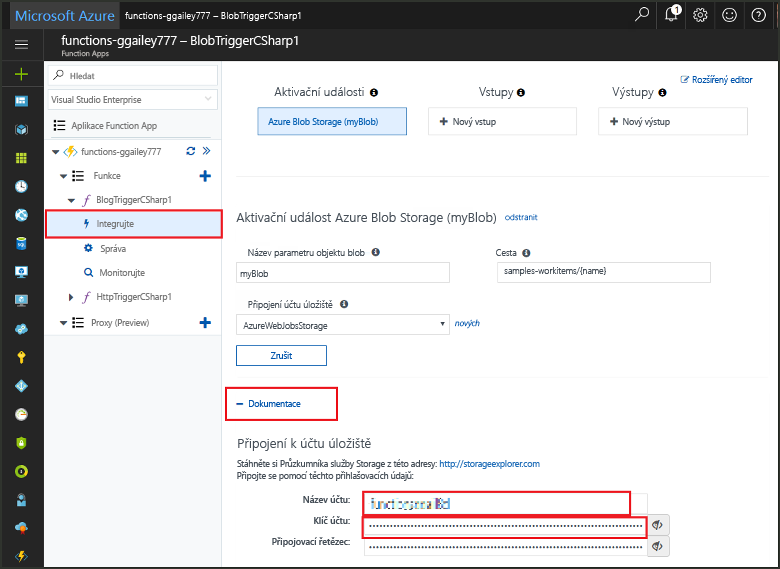 Microsoft Azure functions-ggailey777 – BlobTriggerCSharp1
1
functions-ggailey777 – BlobTriggerCSharp1
Function Apps
Hledat
Visual Studio Enterprise
Aplikace Function App
functions-ggailey777
Funkce
BlogTriggerCSharp1
Integrujte
Správa
Monitorujte
HttpTriggerCSharp1
Proxy (Preview)
Rozšířený editor
Aktivační události
Vstupy
Výstupy
Azure Blob Storage (myBlob)
Nový vstup
Nový výstup
Aktivační událost Azure Blob Storage (myBlob) odstranit
Název parametru objektu blob
Cesta
myBlob
samples-workitems/{name}
Připojení účtu úložiště
AzureWebJobsStorage
nových
Zrušit
Dokumentace
Připojení k účtu úložiště
Stáhněte si Průzkumníka služby Storage z této adresy: http://storageexplorer.com
Připojte se pomocí těchto přihlašovacích údajů:
Název účtu:
Klíč účtu:
Připojovací řetězec: